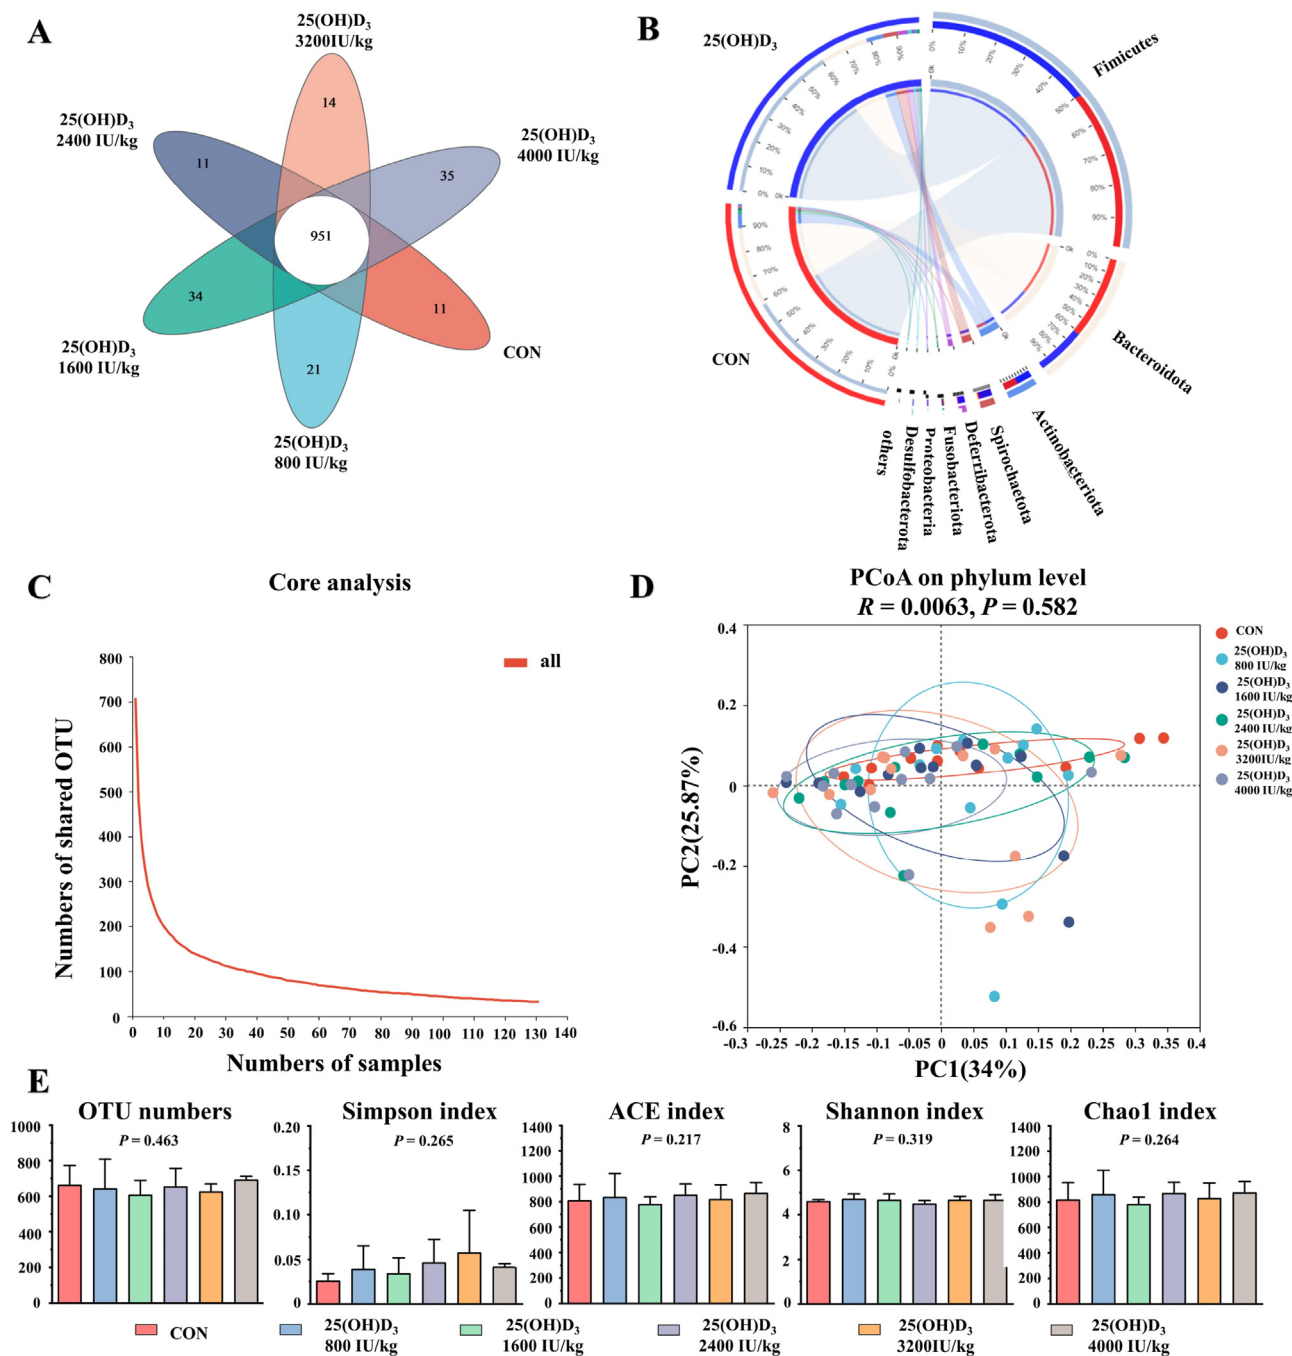 A
25(OH)D3
3200IU/kg
14
25(OH)D3
2400 IU/kg
11
25(OH)D3
4000 IU/kg
35
951
34
25(OH)D3
1600 IU/kg
21
25(OH)D3
800 IU/kg
11
CON
B
25(OH)D3
Fimicutes
CON
Bacteroidota
Actinobacteriota
Spirochaetota
Deferribacterota
Fusobacteriota
Proteobacteria
Desulfobacterota
others
C
Core analysis
all
Numbers of shared OTU
800
700
600
500
400
300
200
100
0
0 10 20 30 40 50 60 70 80 90 100 110 120 130 140
Numbers of samples
D
PCoA on phylum level
R = 0.0063, P = 0.582
PC2(25.87%)
0.4
0.2
0
-0.2
-0.4
-0.6
-0.3 -0.25 -0.2 -0.15 -0.1 -0.05 0 0.05 0.1 0.15 0.2 0.25 0.3 0.35 0.4
PC1(34%)
CON
25(OH)D3
800 IU/kg
25(OH)D3
1600 IU/kg
25(OH)D3
2400 IU/kg
25(OH)D3
3200IU/kg
25(OH)D3
4000 IU/kg
E
OTU numbers
P = 0.463
1000
800
600
400
200
0
Simpson index
P = 0.265
0.20
0.15
0.10
0.05
0
ACE index
P = 0.217
1400
1200
1000
800
600
400
200
0
Shannon index
P = 0.319
8
6
4
2
0
Chao1 index
P = 0.264
1400
1200
1000
800
600
400
200
0
CON
25(OH)D3
800 IU/kg
25(OH)D3
1600 IU/kg
25(OH)D3
2400 IU/kg
25(OH)D3
3200IU/kg
25(OH)D3
4000 IU/kg